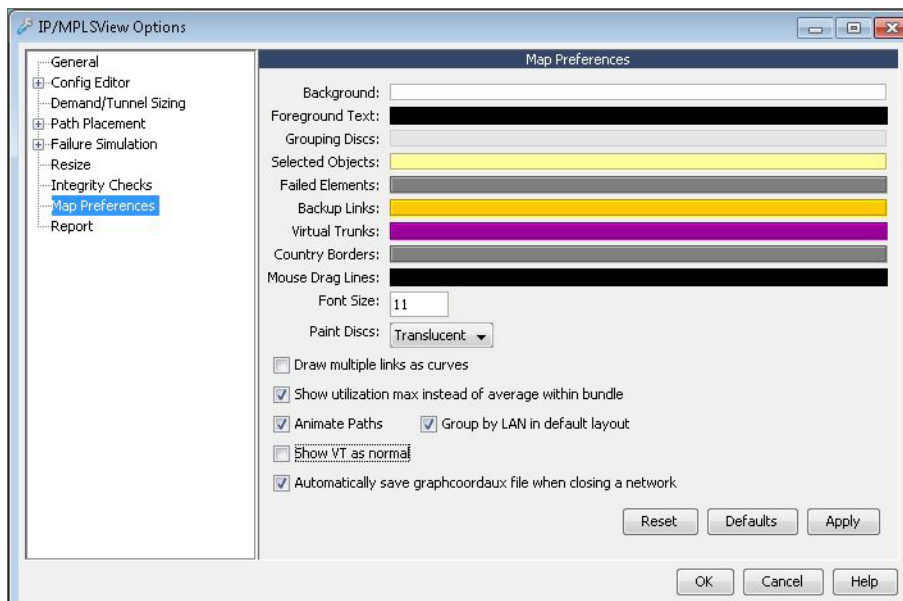 IP/MPLSView Options
General
Config Editor
Demand/Tunnel Sizing
Path Placement
Failure Simulation
Resize
Integrity Checks
Map Preferences
Report
Map Preferences
Background:
Foreground Text:
Grouping Discs:
Selected Objects:
Failed Elements:
Backup Links:
Virtual Trunks:
Country Borders:
Mouse Drag Lines:
Font Size: 11
Paint Discs: Translucent
Draw multiple links as curves
Show utilization max instead of average within bundle
Animate Paths Group by LAN in default layout
Show VT as normal
Automatically save graphcoordaux file when closing a network
Reset Defaults Apply
OK Cancel Help